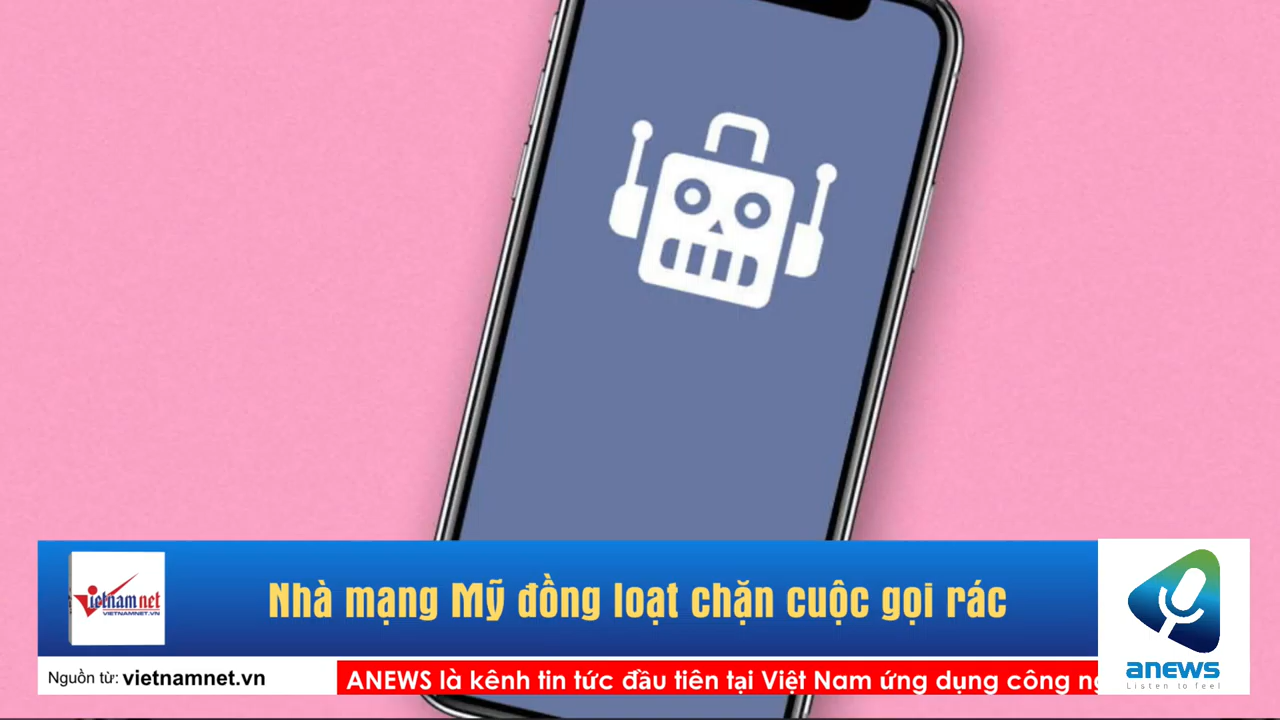 Nhà mạng Mỹ đồng loạt chặn cuộc gọi rác
Vietnamnet
VIETNAMNET.VN
Nguồn từ: vietnamnet.vn
ANEWS là kênh tin tức đầu tiên tại Việt Nam ứng dụng công
anews
Listen to feel